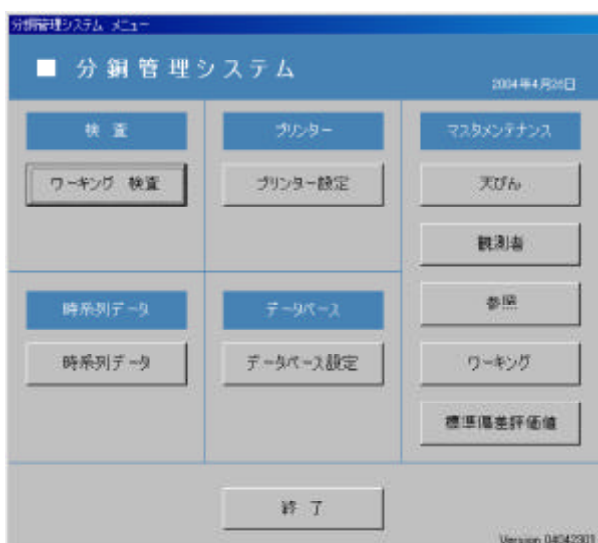 分銅管理システム メニュー
■ 分銅管理システム
2004年4月26日
検 査
ワーキング 検査
プリンター
プリンター設定
マスタメンテナンス
天びん
観測者
参照
ワーキング
標準偏差評価値
時系列データ
時系列データ
データベース
データベース設定
終 了
Version 04042301